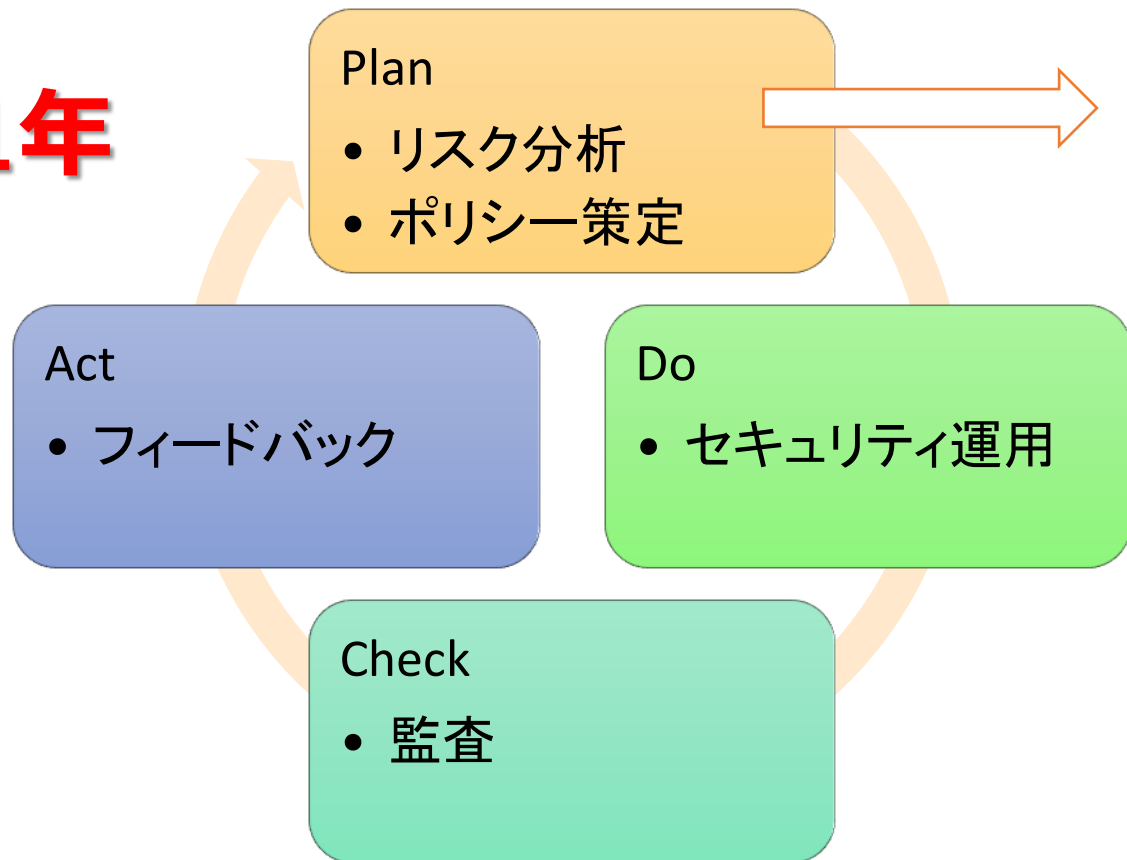 1年
Plan
• リスク分析
• ポリシー策定
Act
• フィードバック
Do
• セキュリティ運用
Check
• 監査